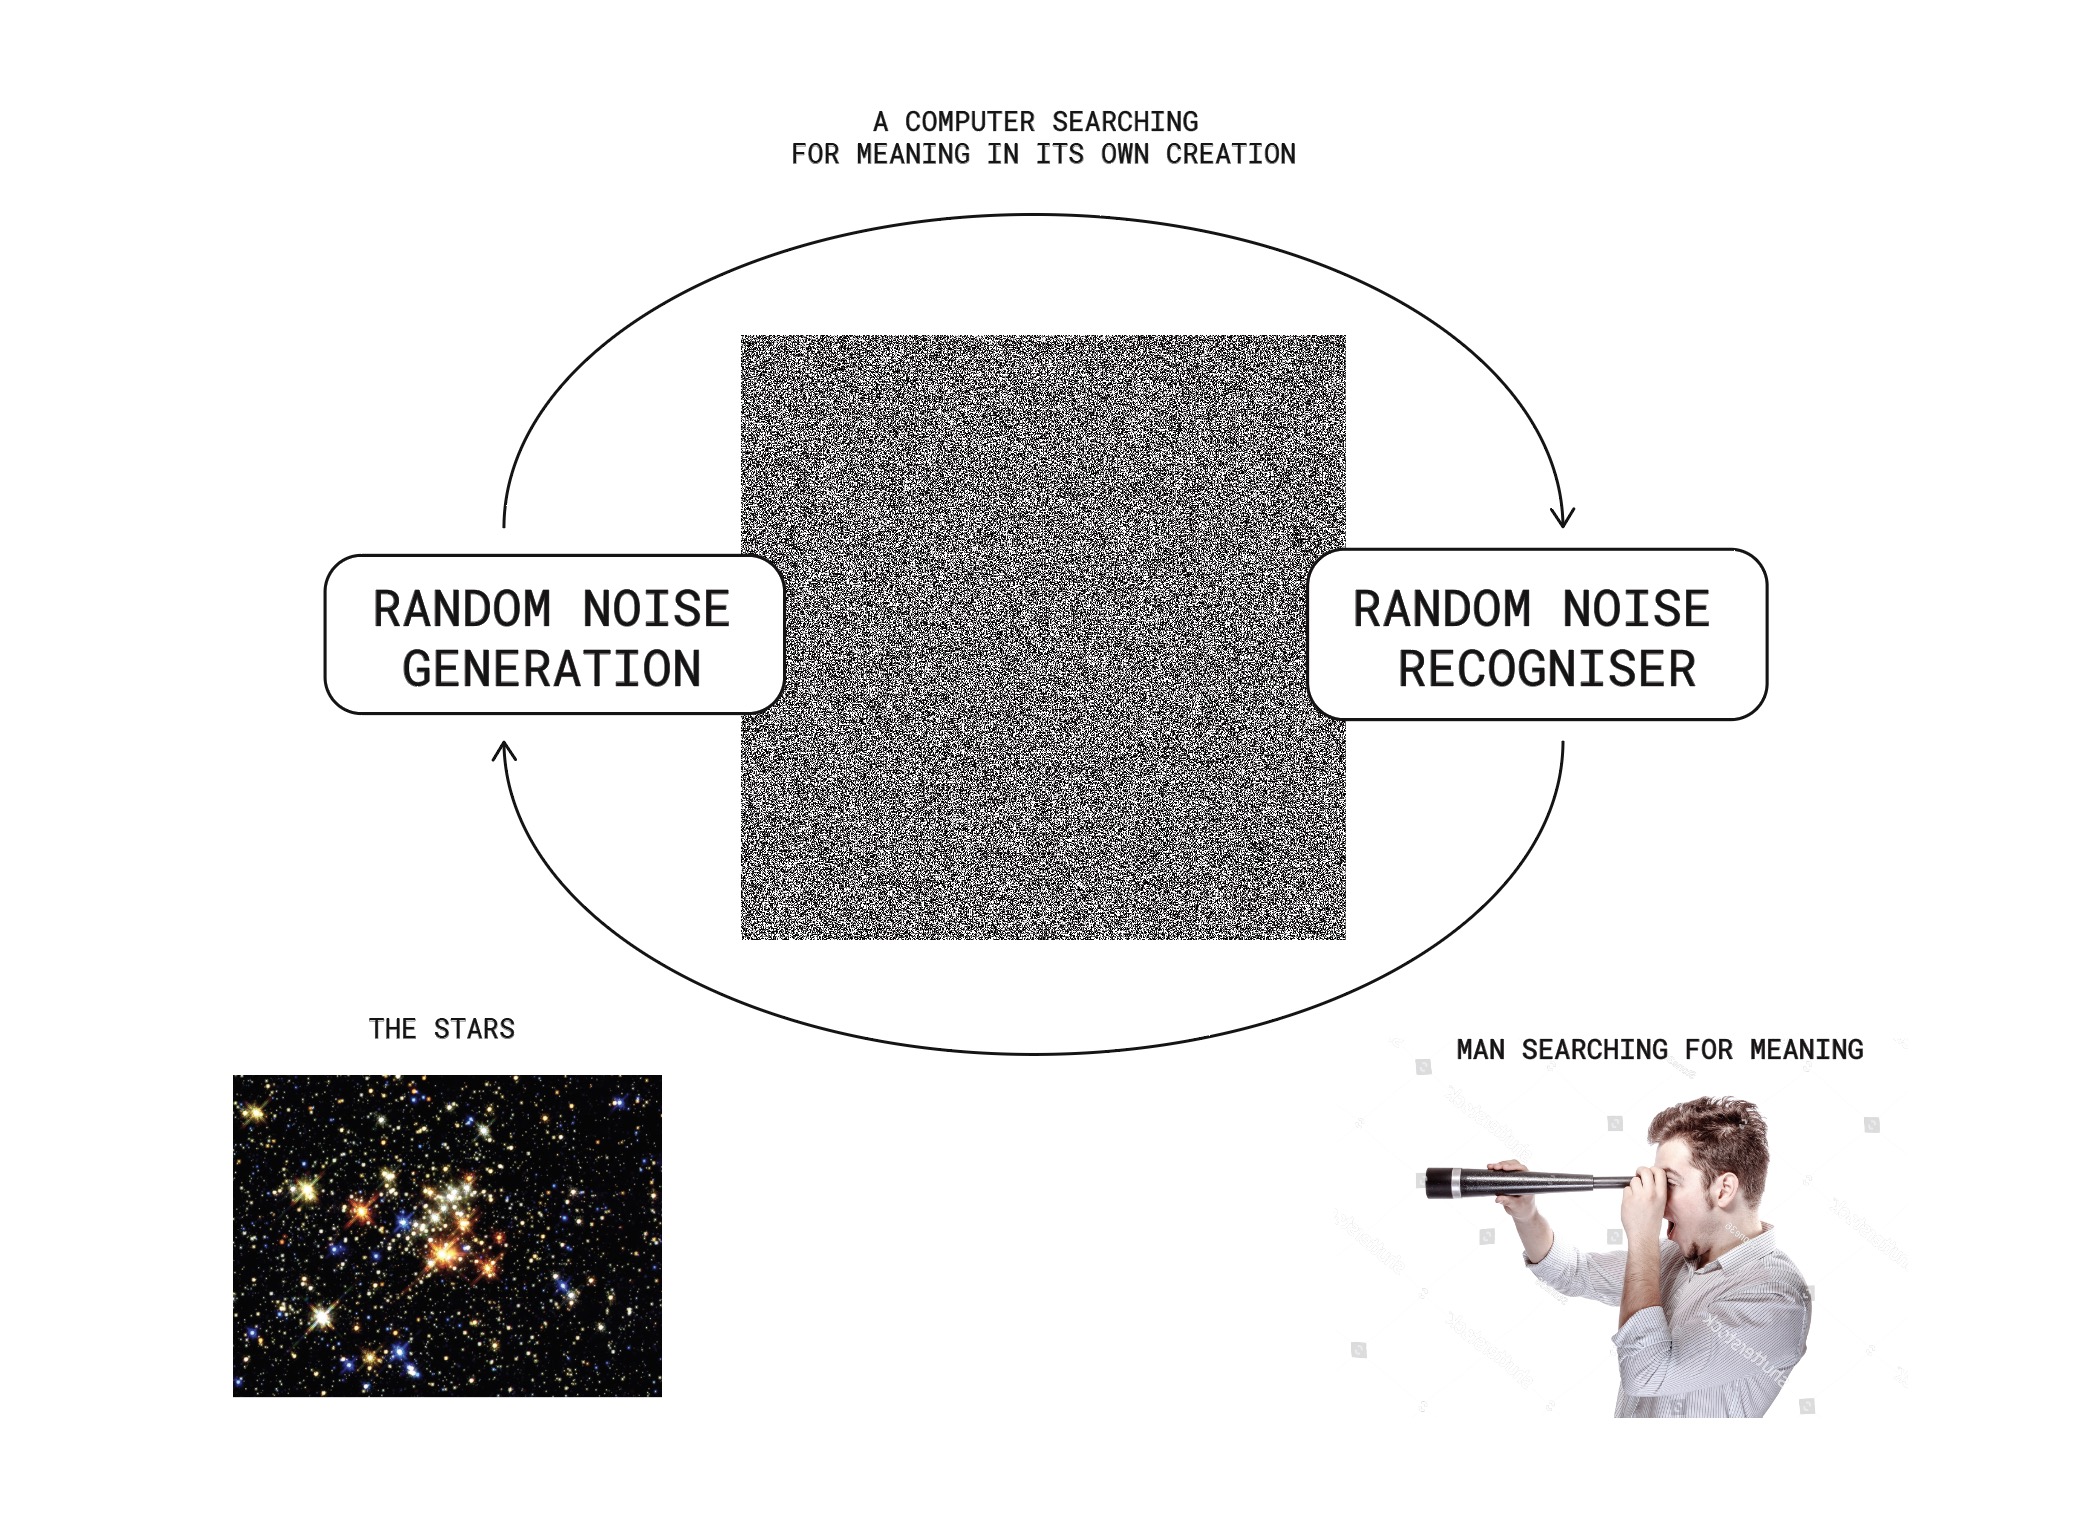 A COMPUTER SEARCHING
FOR MEANING IN ITS OWN CREATION
RANDOM NOISE
GENERATION
RANDOM NOISE
RECOGNISER
THE STARS
MAN SEARCHING FOR MEANING